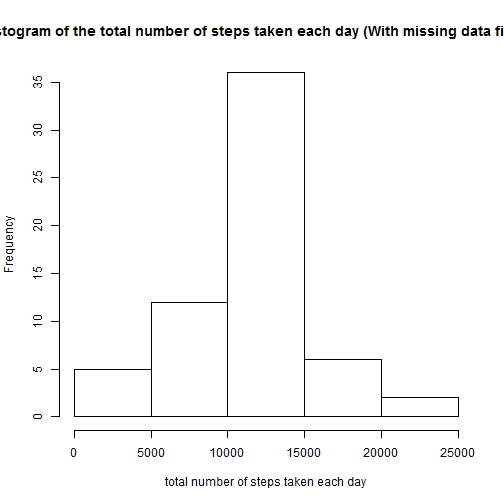 stogram of the total number of steps taken each day (With missing data fi
35
30
25
20
15
10
5
0
Frequency
0 5000 10000 15000 20000 25000
total number of steps taken each day